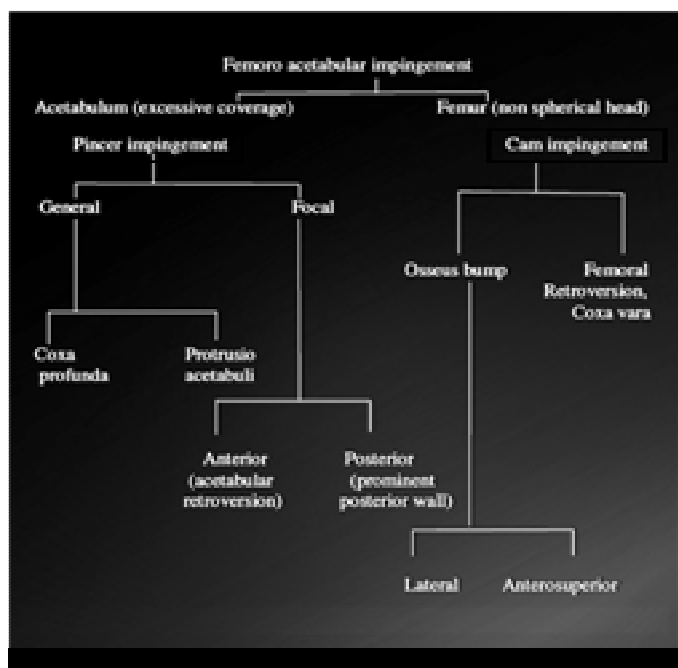 Femoro acetabular impingement
Acetabulum (excessive coverage)
Femur (non spherical head)
Pincer impingement
Cam impingement
General
Focal
Osseus bump
Femoral
Retroversion,
Coxa vara
Coxa
profunda
Protrusio
acetabuli
Anterior
(acetabular
retroversion)
Posterior
(prominent
posterior wall)
Lateral
Anterosuperior